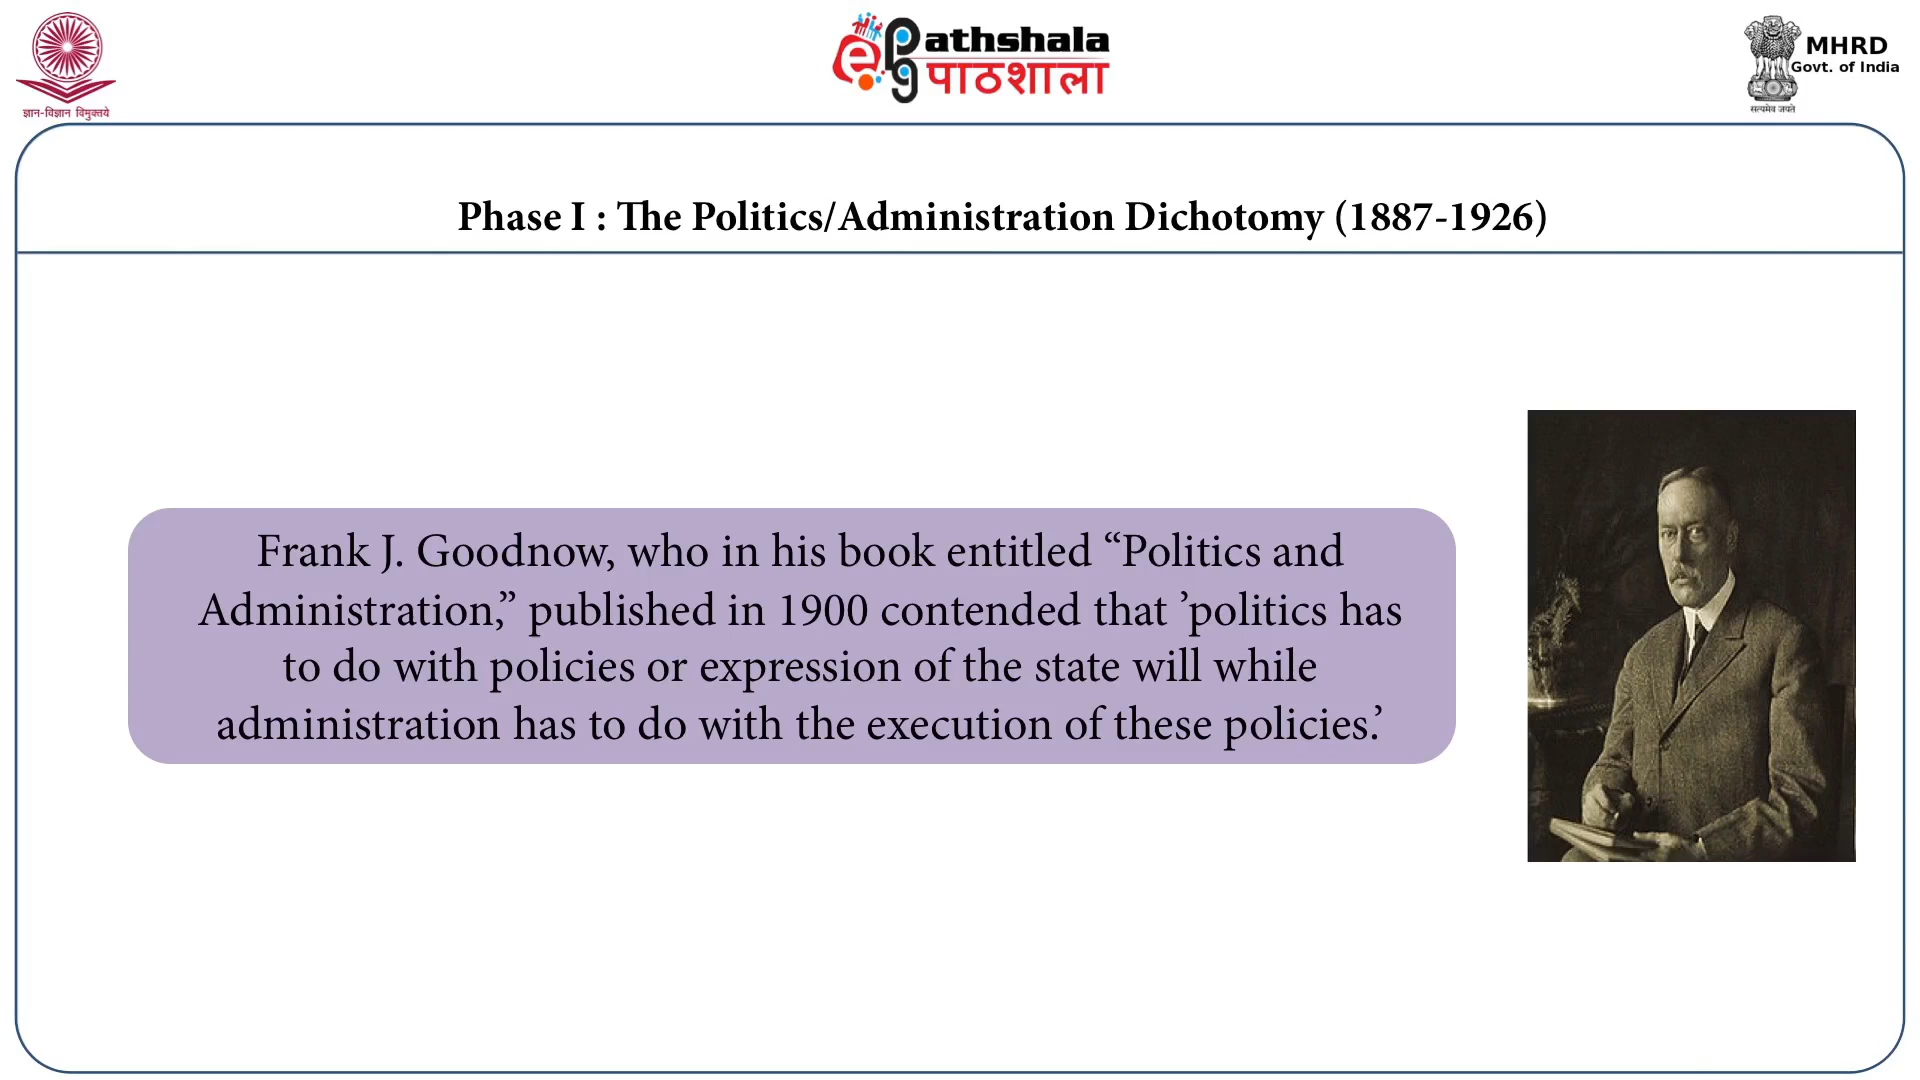 ज्ञान-विज्ञान विमुक्तये
e PG Pathshala
पाठशाला
MHRD
Govt. of India
सत्यमेव जयते
Phase I : The Politics/Administration Dichotomy (1887-1926)
Frank J. Goodnow, who in his book entitled “Politics and
Administration,” published in 1900 contended that ’politics has
to do with policies or expression of the state will while
administration has to do with the execution of these policies.’